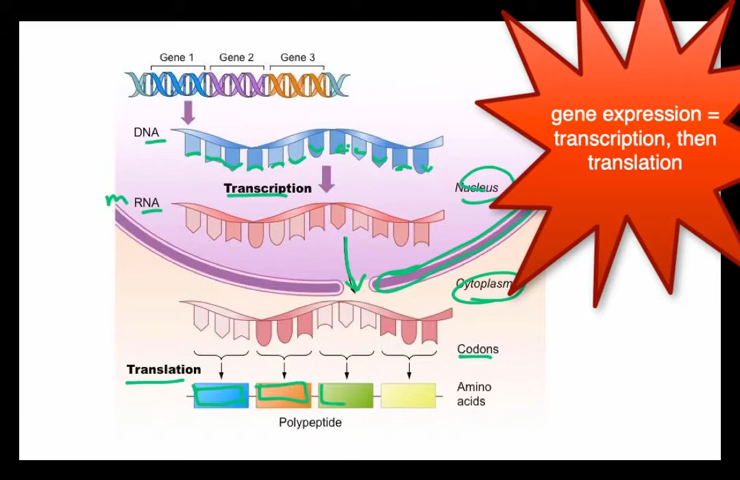 Gene 1 Gene 2 Gene 3
gene expression =
transcription, then
translation
DNA
Transcription
Nucleus
m RNA
Cytoplasm
Codons
Translation
Amino
acids
Polypeptide